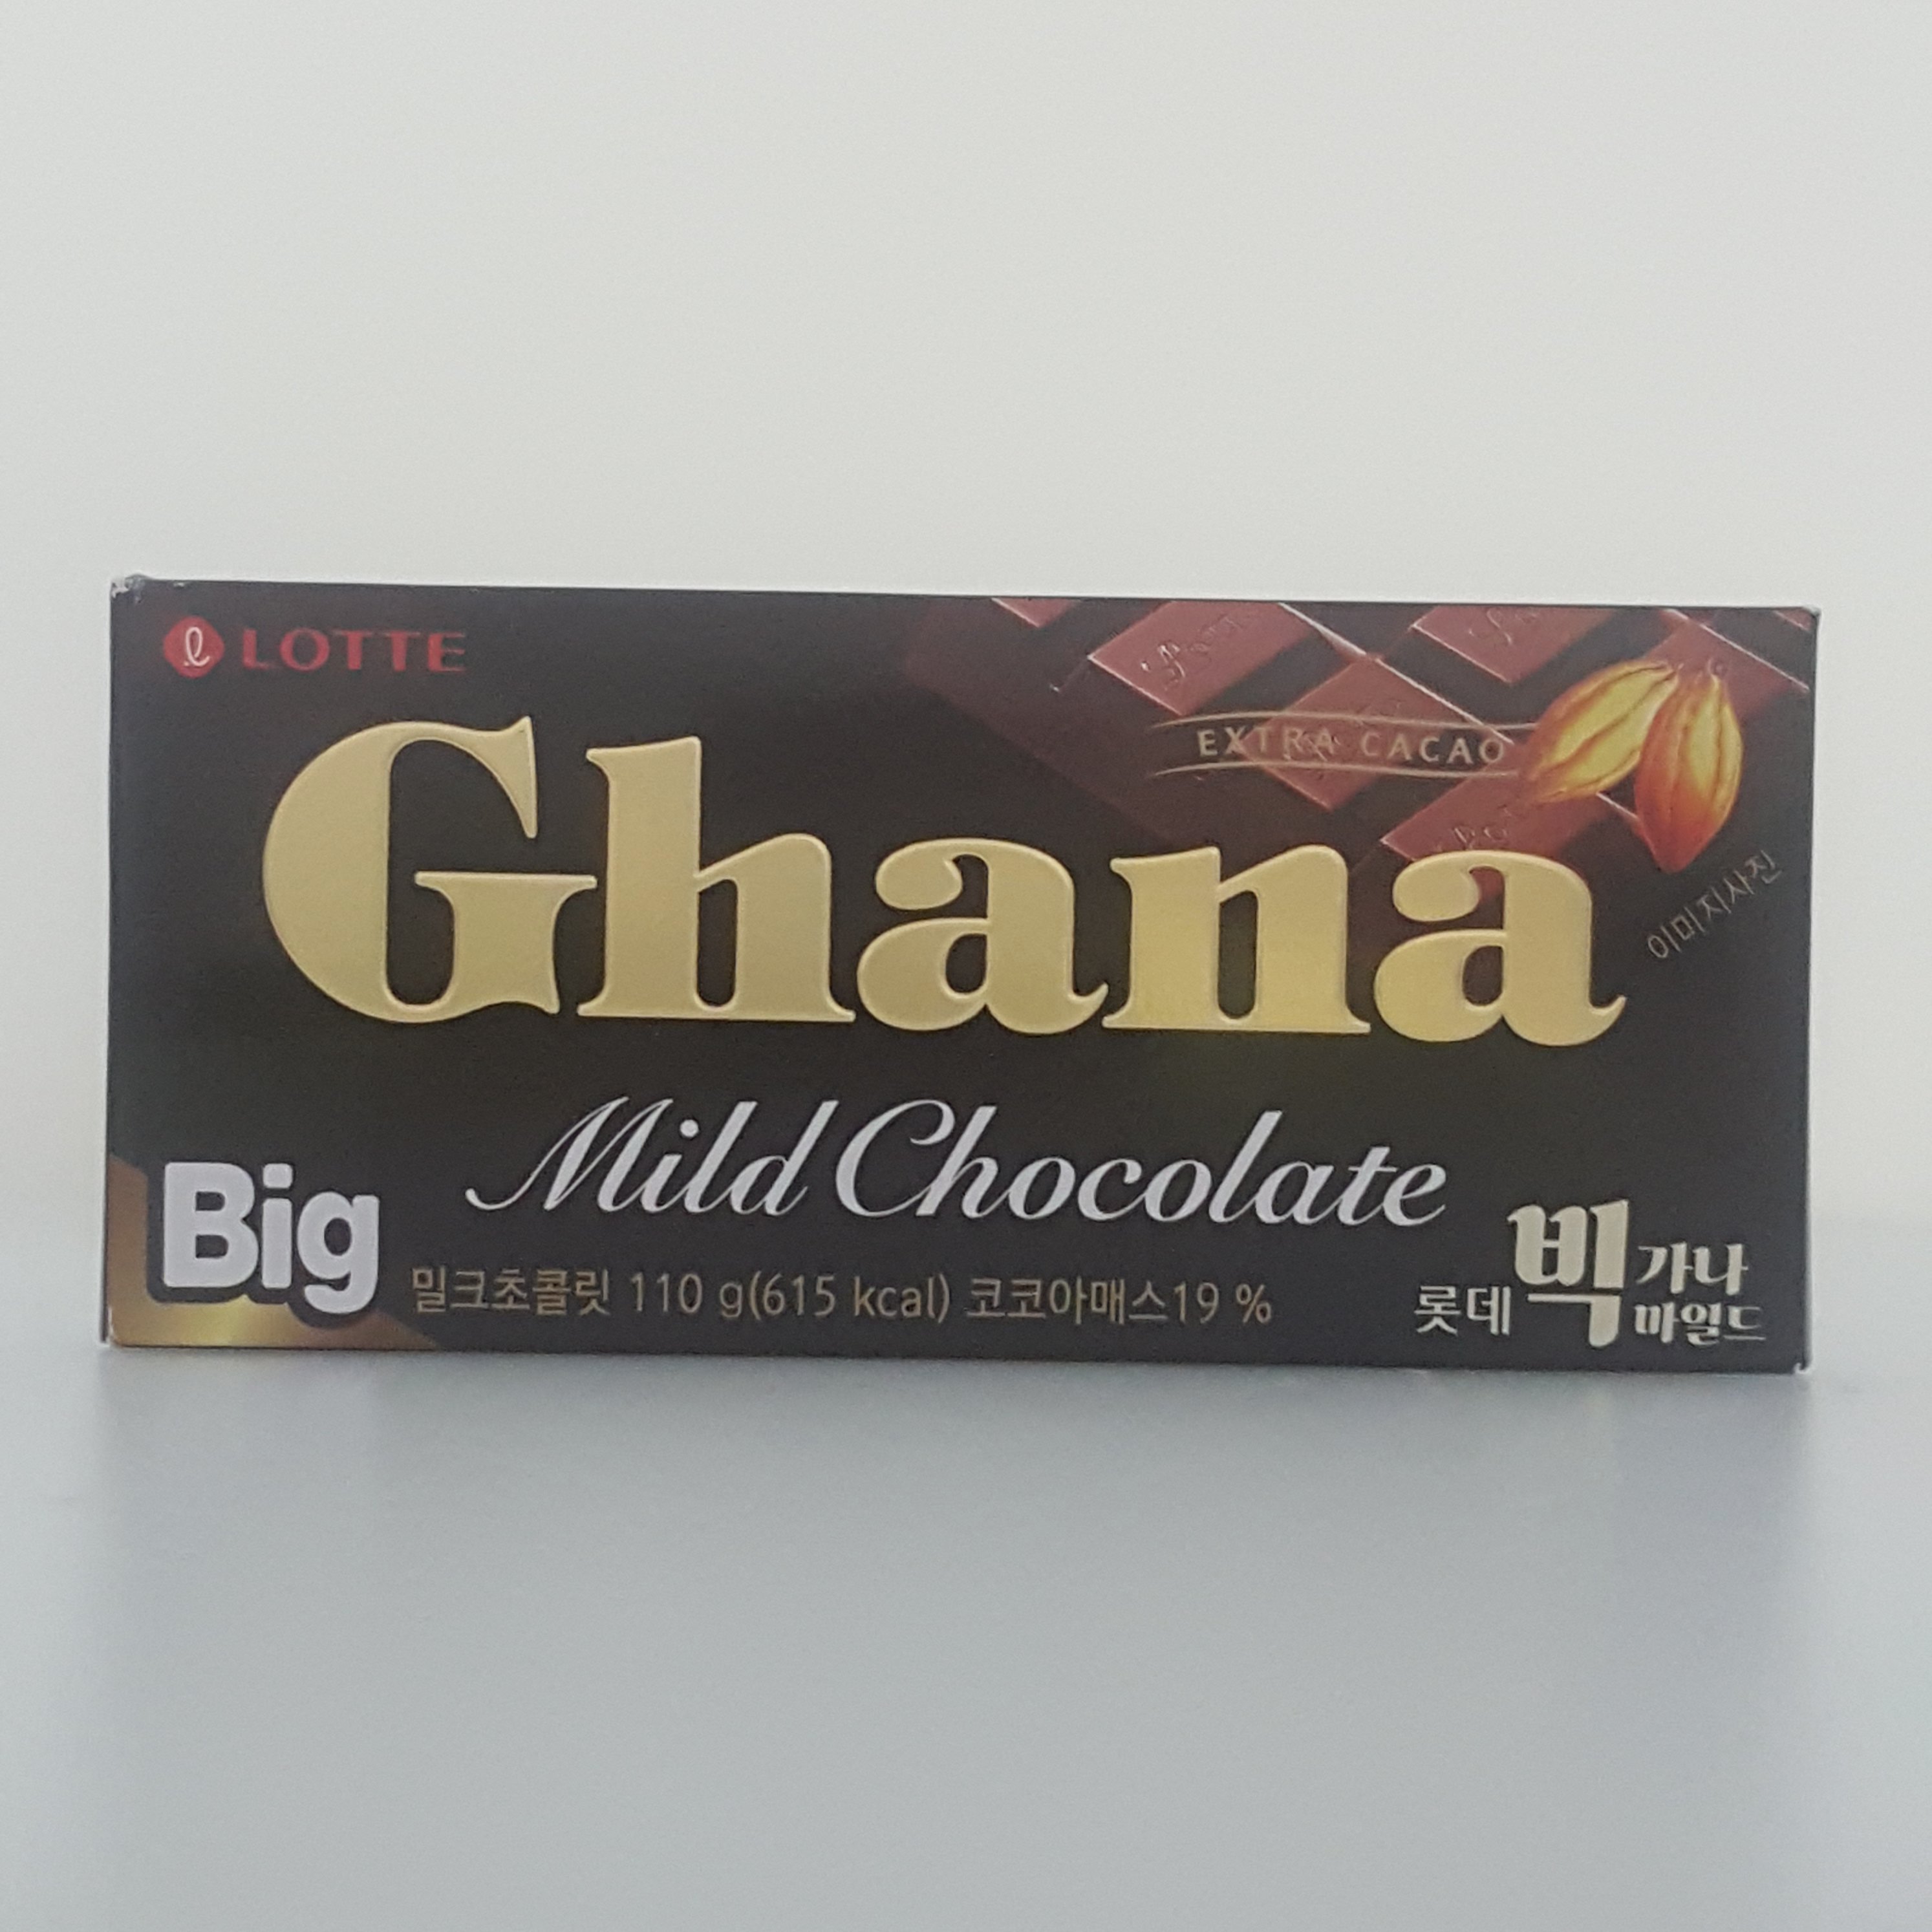 LOTTE
EXTRA CACAO
Ghana
이미지사진
Mild Chocolate
Big
밀크초콜릿 110 g(615 kcal) 코코아매스19 %
롯데 빅 가나
마일드